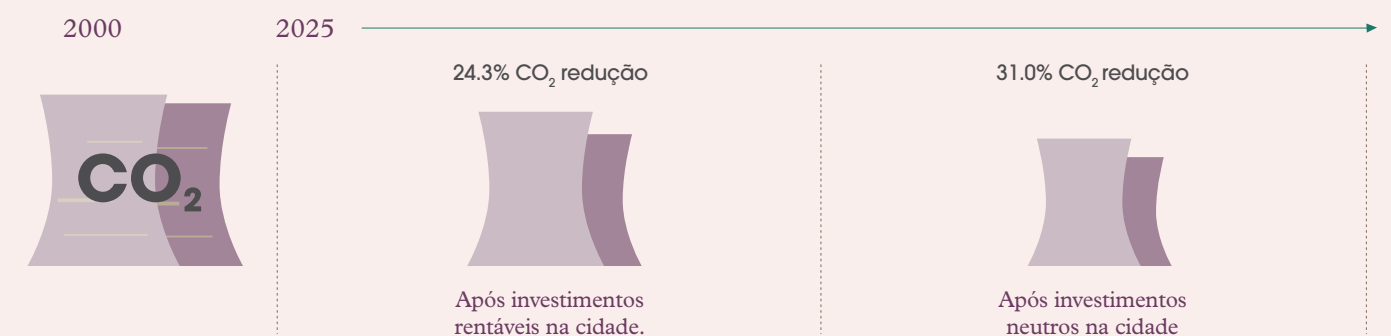 2000
2025
24.3% CO₂ redução
31.0% CO₂ redução
CO₂
Após investimentos
rentáveis na cidade.
Após investimentos
neutros na cidade